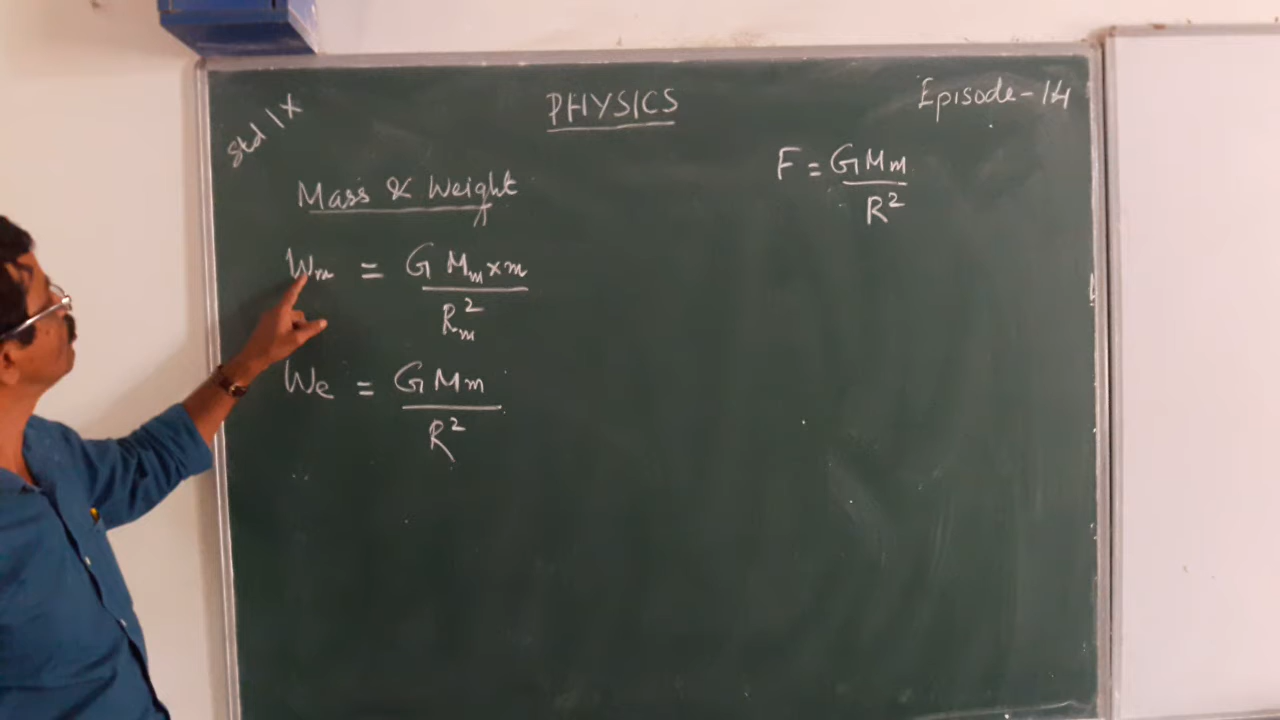 Std IX
PHYSICS
Episode-14
Mass & Weight
F = GMm / R²
Wm = G Mm × m / Rm²
We = GMm / R²